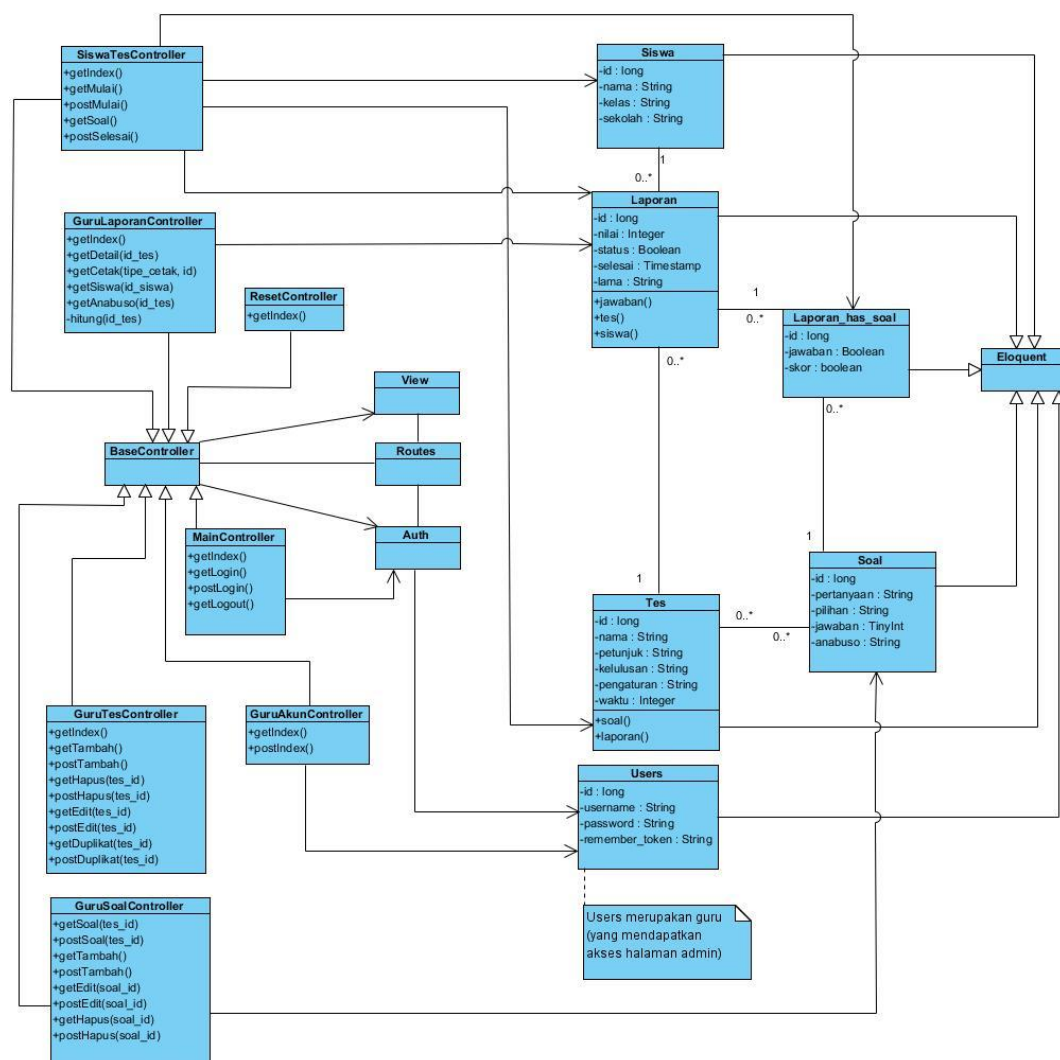 SiswaTesController
+getIndex()
+getMulai()
+postMulai()
+getSoal()
+postSelesai()
Siswa
-id : long
-nama : String
-kelas : String
-sekolah : String
1
0..*
GuruLaporanController
+getIndex()
+getDetail(id_tes)
+getCetak(tipe_cetak, id)
+getSiswa(id_siswa)
+getAnabuso(id_tes)
-hitung(id_tes)
ResetController
+getIndex()
Laporan
-id : long
-nilai : Integer
-status : Boolean
-selesai : Timestamp
-lama : String
+jawaban()
+tes()
+siswa()
1
0..*
0..*
Laporan_has_soal
-id : long
-jawaban : Boolean
-skor : boolean
0..*
Eloquent
View
BaseController
Routes
Auth
MainController
+getIndex()
+getLogin()
+postLogin()
+getLogout()
1
Soal
-id : long
-pertanyaan : String
-pilihan : String
-jawaban : TinyInt
-anabuso : String
1
Tes
-id : long
-nama : String
-petunjuk : String
-kelulusan : String
-pengaturan : String
-waktu : Integer
+soal()
+laporan()
0..*
0..*
GuruTesController
+getIndex()
+getTambah()
+postTambah()
+getHapus(tes_id)
+postHapus(tes_id)
+getEdit(tes_id)
+postEdit(tes_id)
+getDuplikat(tes_id)
+postDuplikat(tes_id)
GuruAkunController
+getIndex()
+postIndex()
Users
-id : long
-username : String
-password : String
-remember_token : String
Users merupakan guru
(yang mendapatkan
akses halaman admin)
GuruSoalController
+getSoal(tes_id)
+postSoal(tes_id)
+getTambah()
+postTambah()
+getEdit(soal_id)
+postEdit(soal_id)
+getHapus(soal_id)
+postHapus(soal_id)